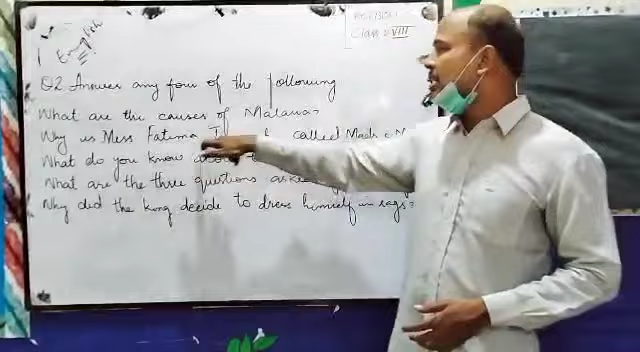 English
Class: VIII
Q2. Answer any four of the following
What are the causes of Malaria?
Why is Miss Fatima called
What do you know about
What are the three questions asked
Why did the king decide to dress himself in rags?